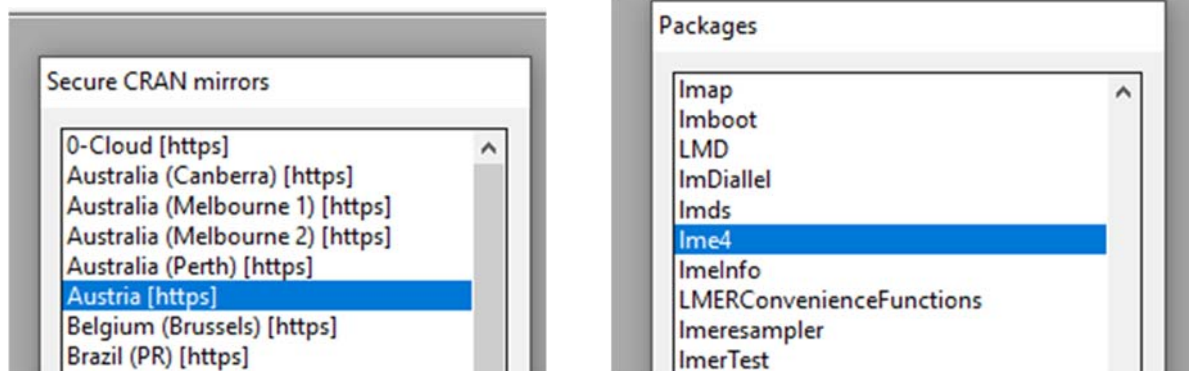 Secure CRAN mirrors
0-Cloud [https]
Australia (Canberra) [https]
Australia (Melbourne 1) [https]
Australia (Melbourne 2) [https]
Australia (Perth) [https]
Austria [https]
Belgium (Brussels) [https]
Brazil (PR) [https]
Packages
lmap
lmboot
LMD
lmDiallel
lmds
lme4
lmeInfo
LMERConvenienceFunctions
lmeresampler
lmerTest